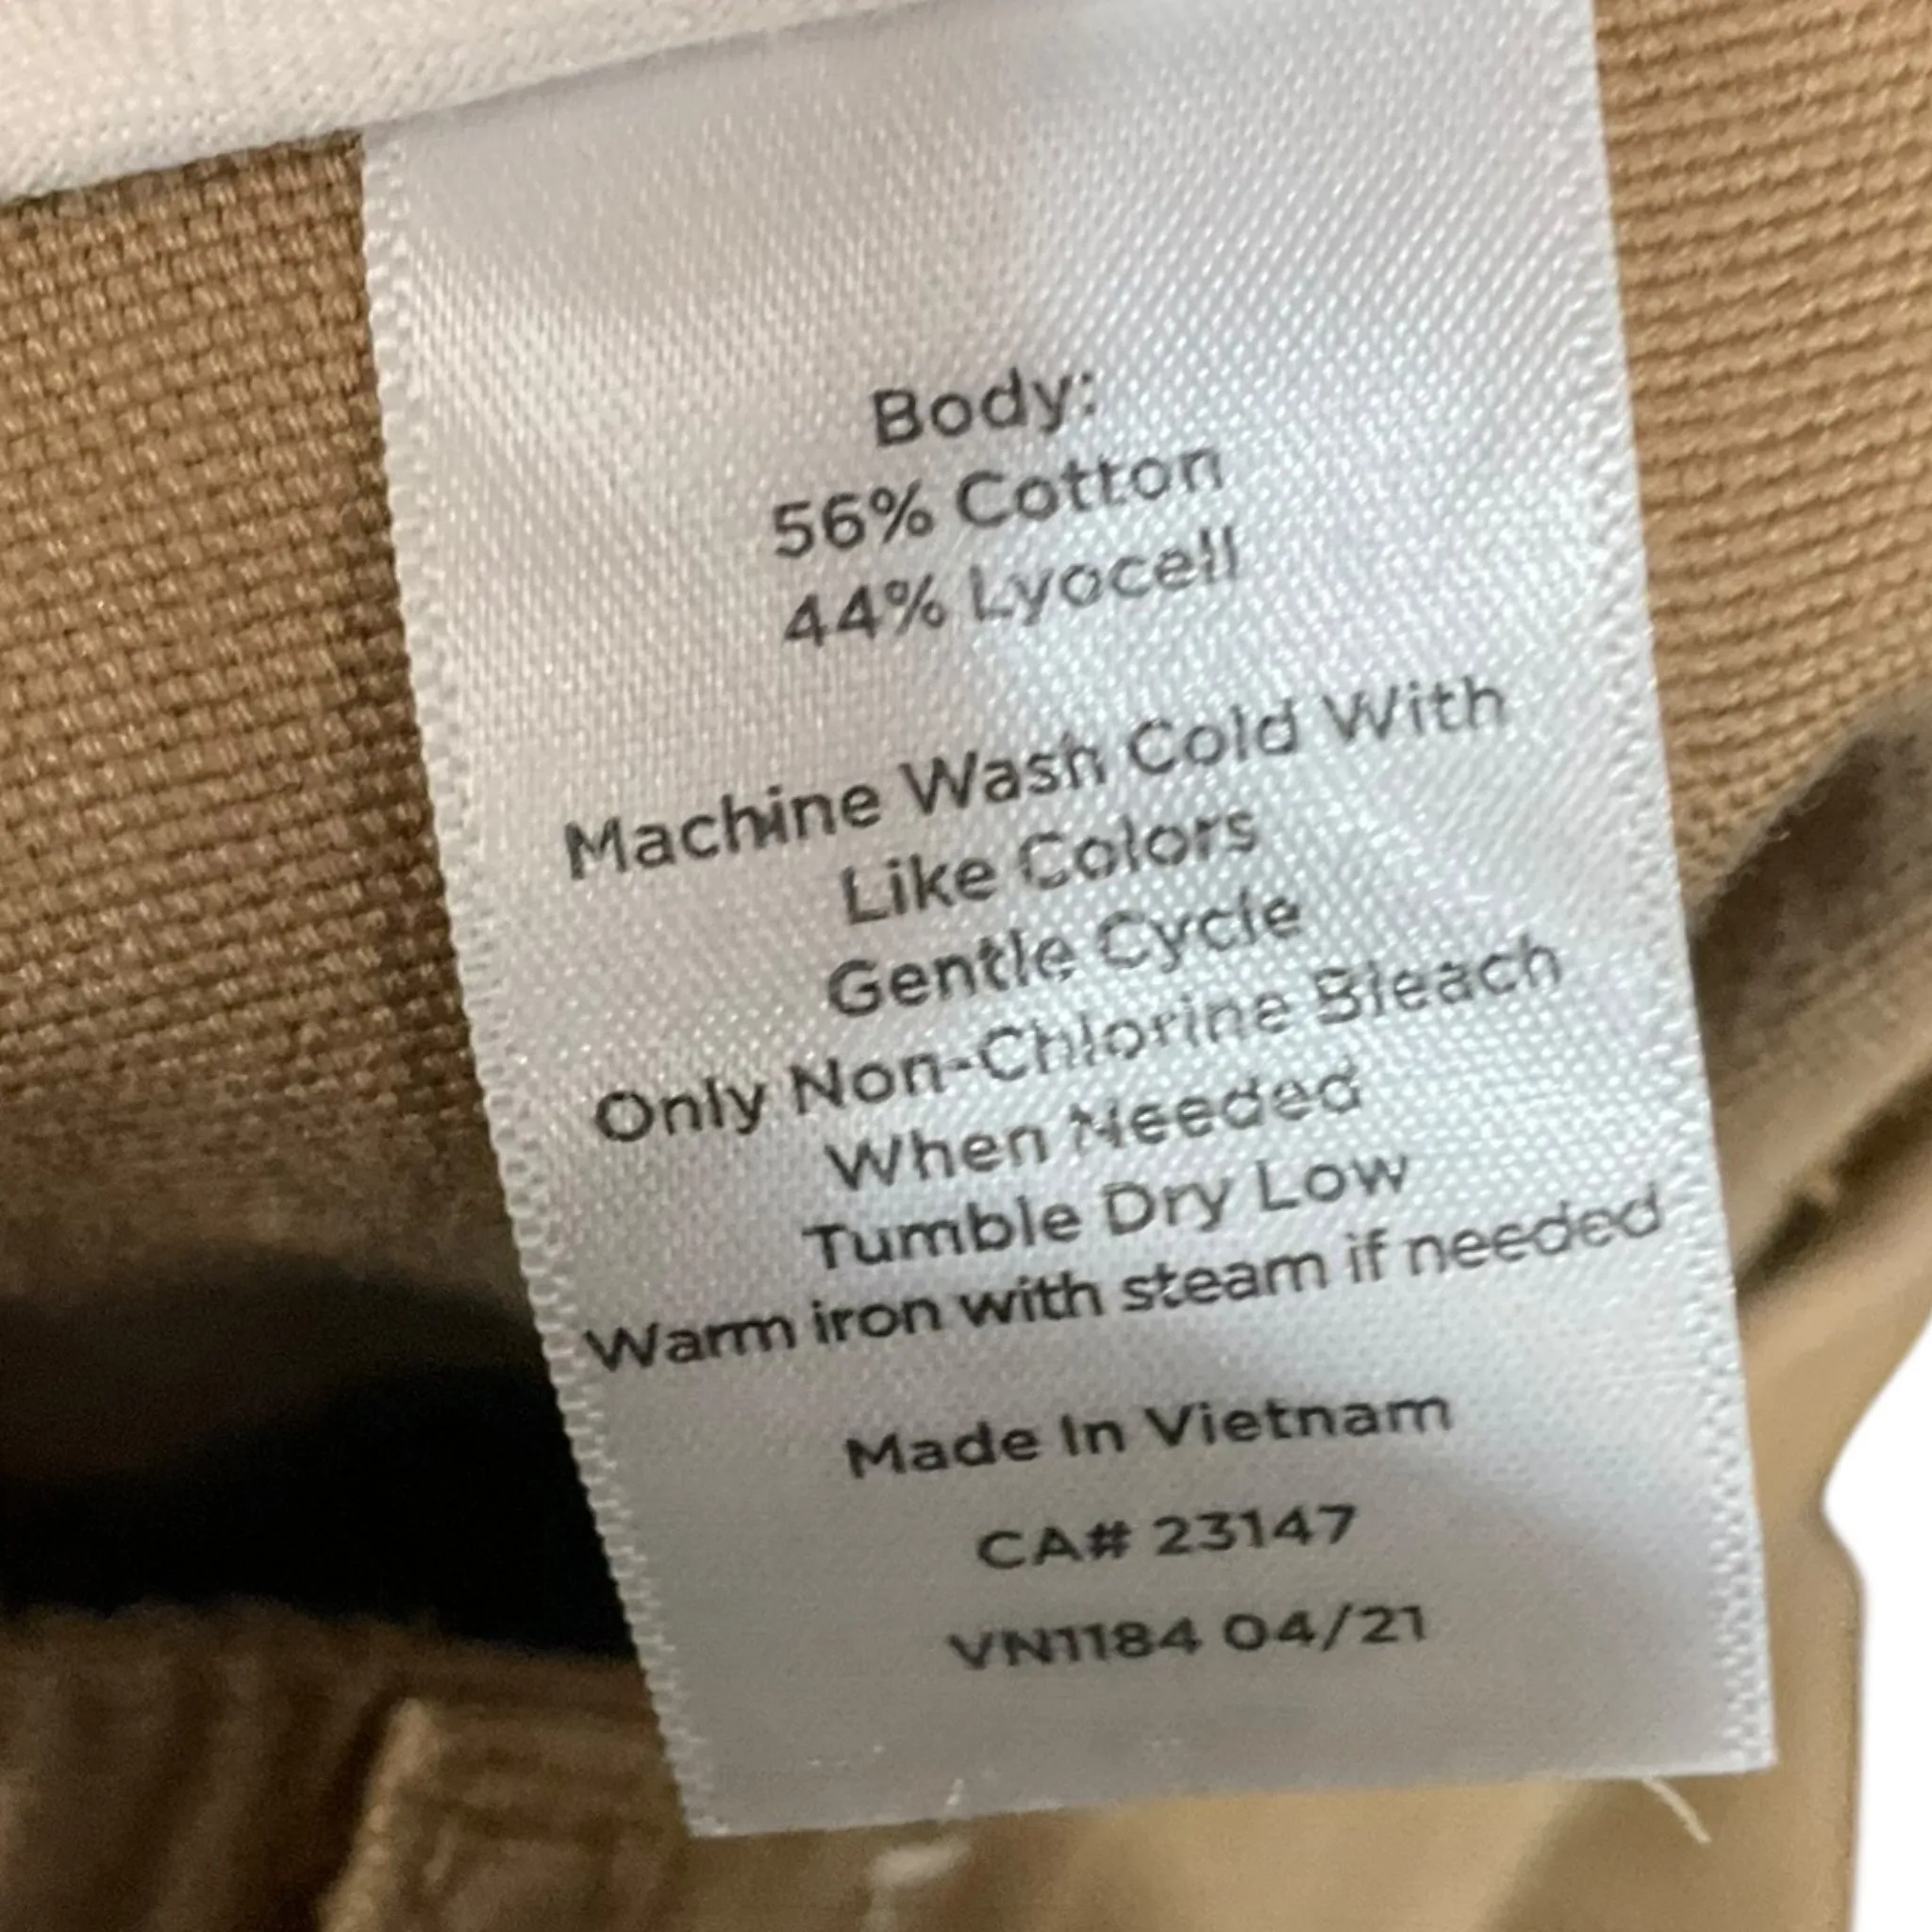 Body:
56% Cotton
44% Lyocell
Machine Wash Cold With
Like Colors
Gentle Cycle
Only Non-Chlorine Bleach
When Needed
Tumble Dry Low
Warm iron with steam if needed
Made In Vietnam
CA# 23147
VN1184 04/21